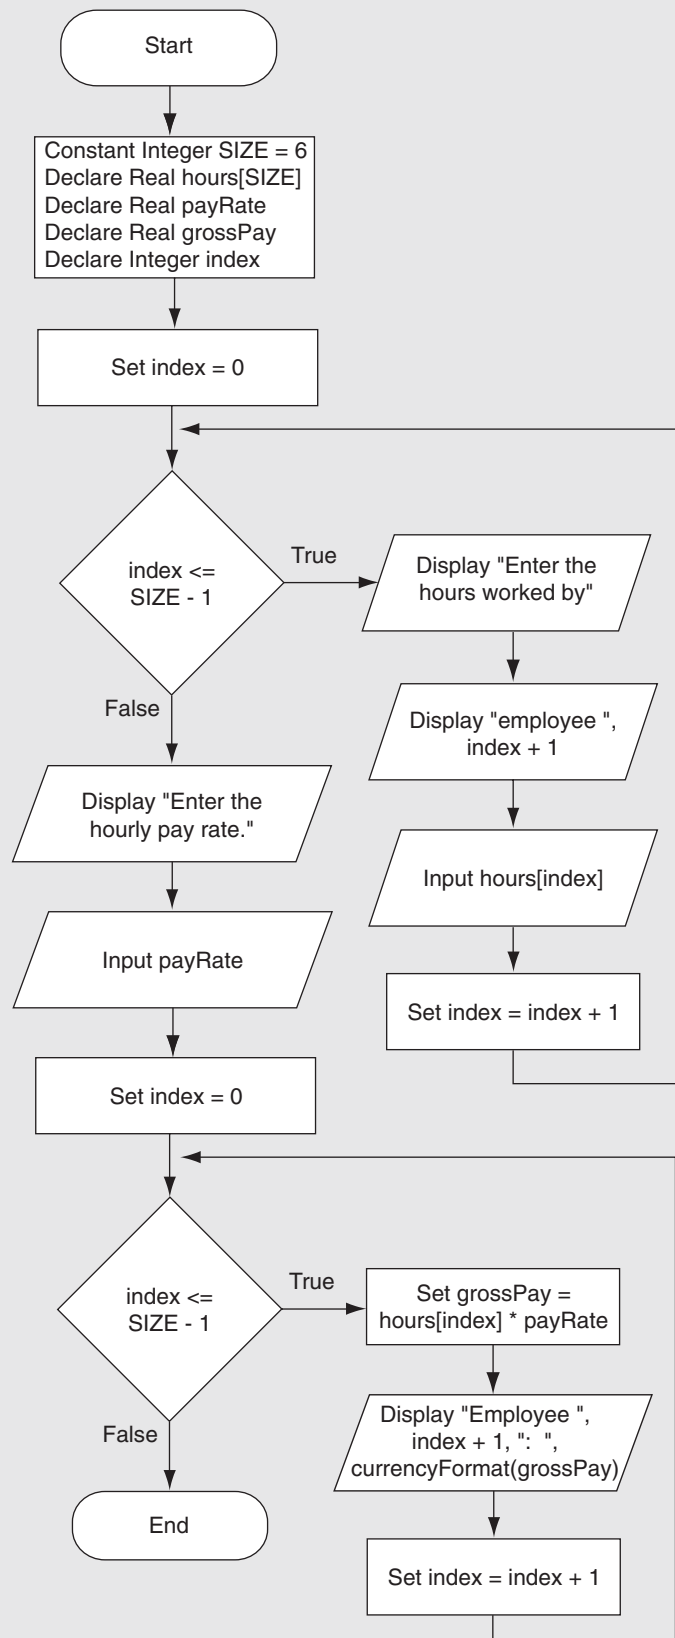 Start
Constant Integer SIZE = 6
Declare Real hours[SIZE]
Declare Real payRate
Declare Real grossPay
Declare Integer index
Set index = 0
index <=
SIZE - 1
True
Display "Enter the
hours worked by"
Display "employee ",
index + 1
Input hours[index]
Set index = index + 1
False
Display "Enter the
hourly pay rate."
Input payRate
Set index = 0
index <=
SIZE - 1
True
Set grossPay =
hours[index] * payRate
Display "Employee ",
index + 1, ":  ",
currencyFormat(grossPay)
Set index = index + 1
False
End